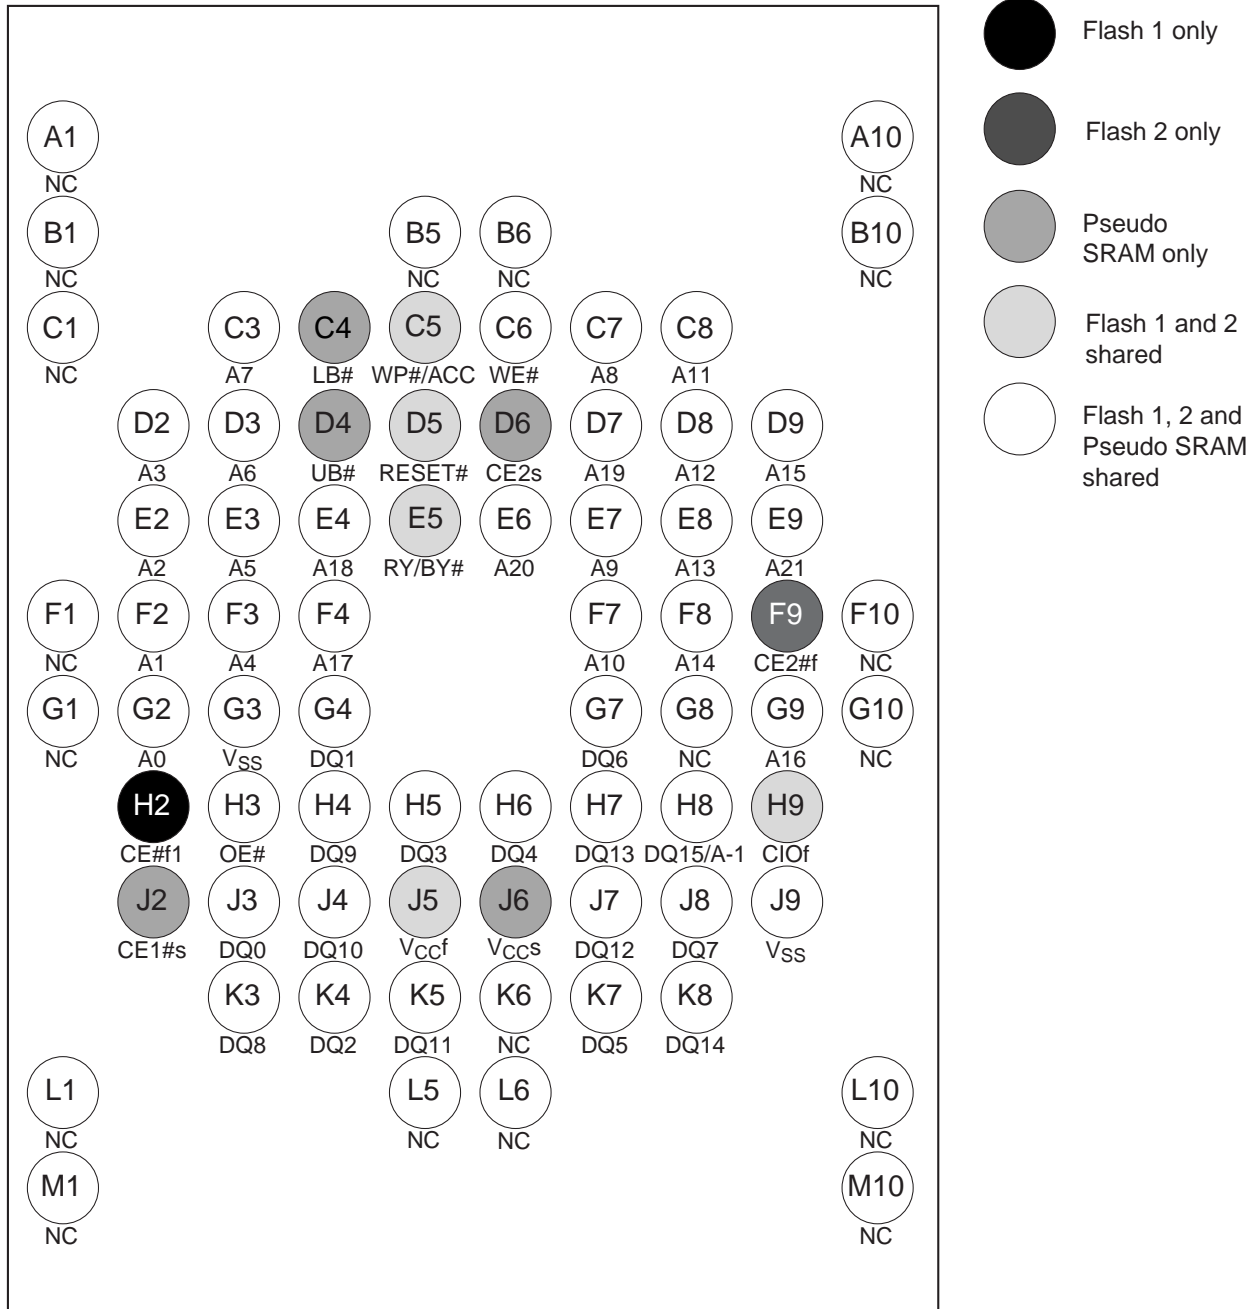 Flash 1 only
Flash 2 only
Pseudo
SRAM only
Flash 1 and 2
shared
Flash 1, 2 and
Pseudo SRAM
shared
A1 A10
NC NC
B1 B5 B6 B10
NC NC NC NC
C1 C3 C4 C5 C6 C7 C8
NC A7 LB# WP#/ACC WE# A8 A11
D2 D3 D4 D5 D6 D7 D8 D9
A3 A6 UB# RESET# CE2s A19 A12 A15
E2 E3 E4 E5 E6 E7 E8 E9
A2 A5 A18 RY/BY# A20 A9 A13 A21
F1 F2 F3 F4 F7 F8 F9 F10
NC A1 A4 A17 A10 A14 CE2#f NC
G1 G2 G3 G4 G7 G8 G9 G10
NC A0 VSS DQ1 DQ6 NC A16 NC
H2 H3 H4 H5 H6 H7 H8 H9
CE#f1 OE# DQ9 DQ3 DQ4 DQ13 DQ15/A-1 CIOf
J2 J3 J4 J5 J6 J7 J8 J9
CE1#s DQ0 DQ10 VCCf VCCs DQ12 DQ7 VSS
K3 K4 K5 K6 K7 K8
DQ8 DQ2 DQ11 NC DQ5 DQ14
L1 L5 L6 L10
NC NC NC NC
M1 M10
NC NC